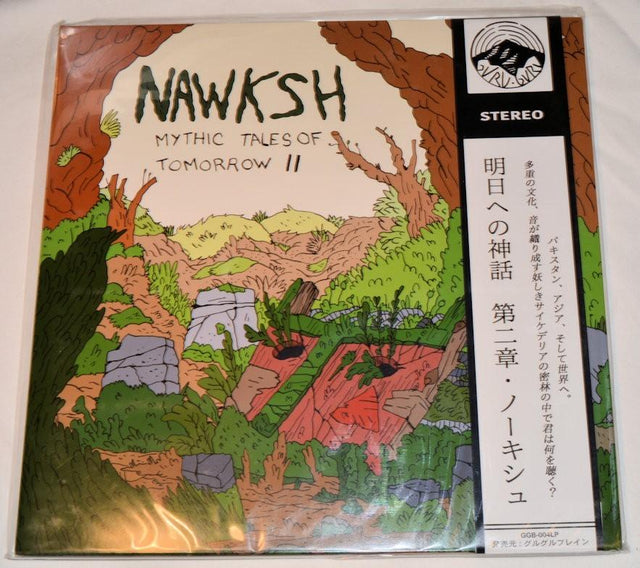 NAWKSH
MYTHIC TALES OF
TOMORROW II
GURU·GURU
STEREO
明日への神話 第二章・ノーキシュ
パキスタン、アジア、そして世界へ。
多重の文化、音が織り成す妖しきサイケデリアの密林の中で君は何を聴く?
GGB-004LP
発売元:グルグルブレイン